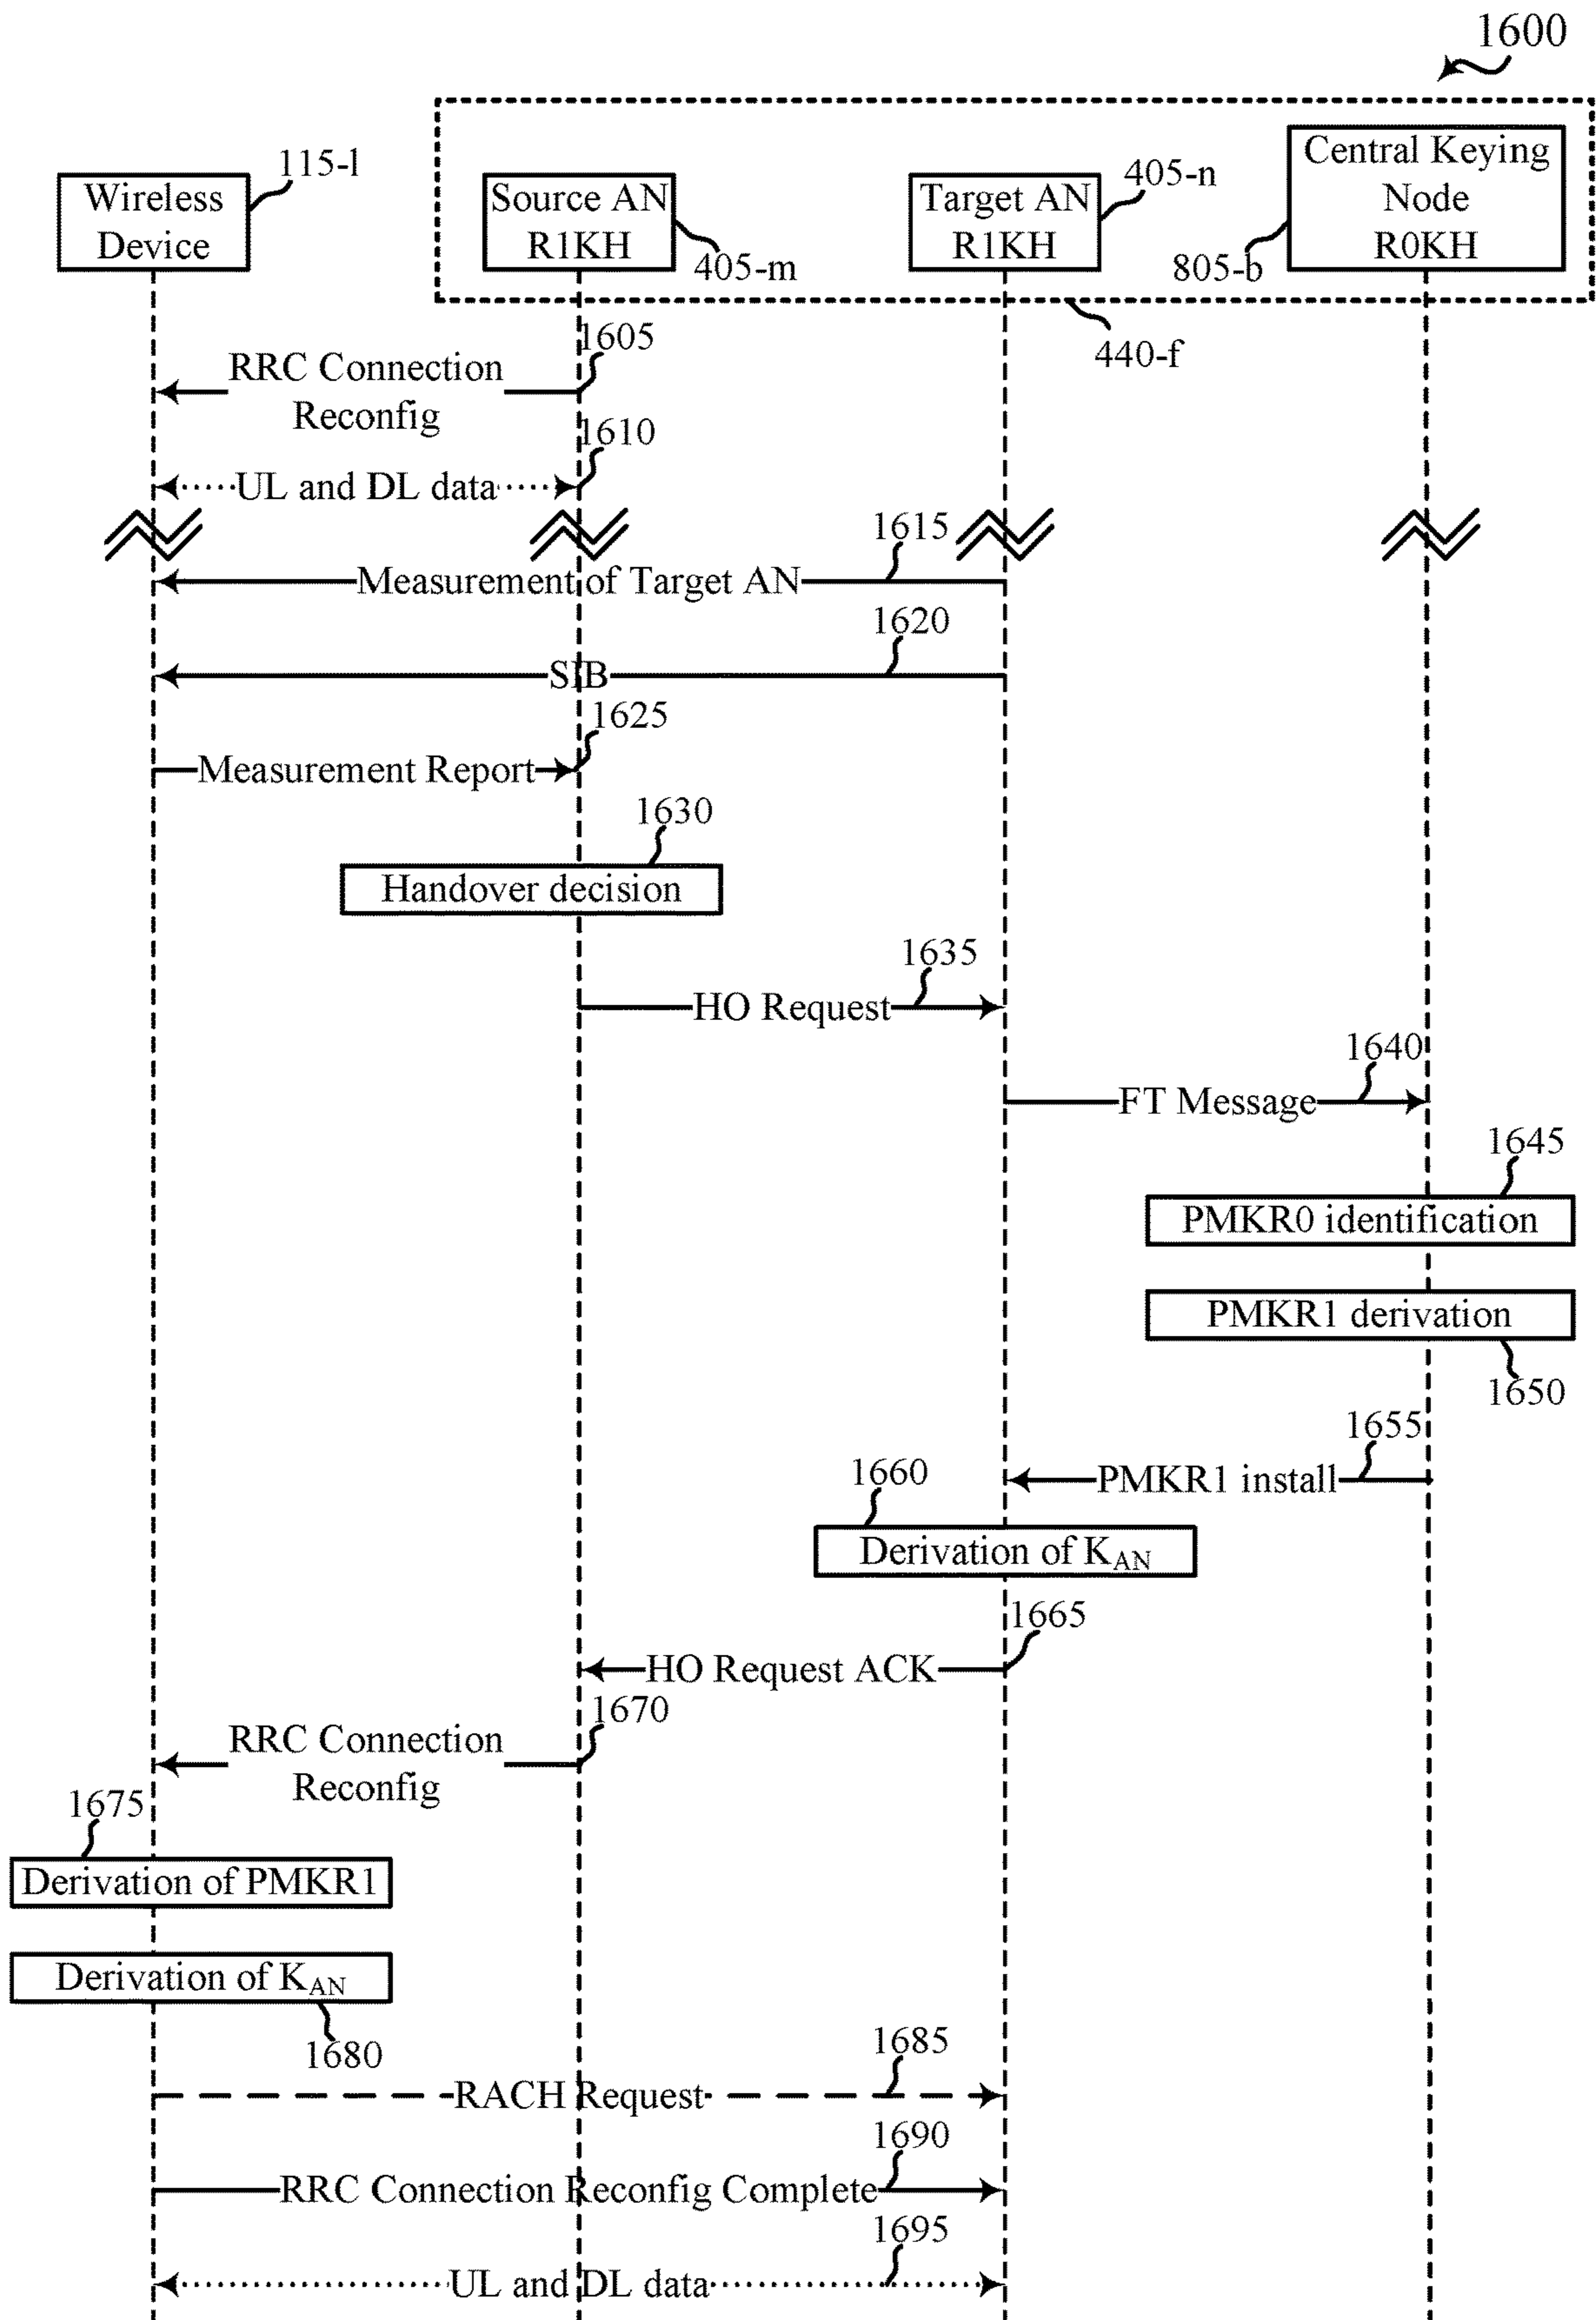 1600
115-l
Wireless
Device
Source AN
R1KH
405-m
Target AN
R1KH
405-n
Central Keying
Node
R0KH
805-b
440-f
1605
RRC Connection
Reconfig
1610
UL and DL data
1615
Measurement of Target AN
1620
SIB
1625
Measurement Report
1630
Handover decision
1635
HO Request
1640
FT Message
1645
PMKR0 identification
PMKR1 derivation
1650
1655
PMKR1 install
1660
Derivation of KAN
1665
HO Request ACK
1670
RRC Connection
Reconfig
1675
Derivation of PMKR1
Derivation of KAN
1680
1685
RACH Request
1690
RRC Connection Reconfig Complete
1695
UL and DL data